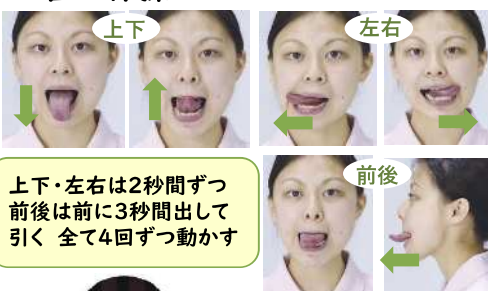 上下
左右
前後
上下・左右は2秒間ずつ
前後は前に3秒間出して
引く 全て4回ずつ動かす